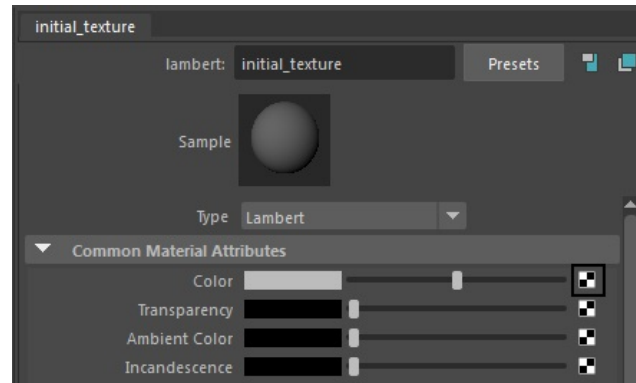 initial_texture
lambert: initial_texture Presets
Sample
Type Lambert
Common Material Attributes
Color
Transparency
Ambient Color
Incandescence